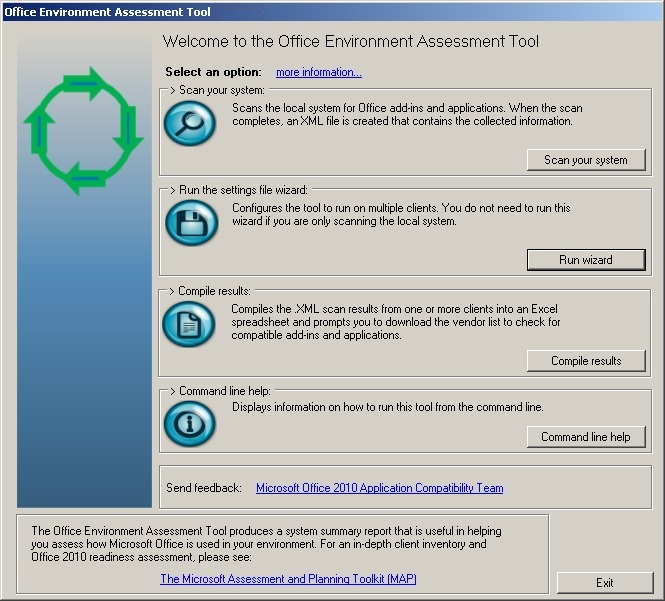 Office Environment Assessment Tool
Welcome to the Office Environment Assessment Tool
Select an option: more information...
> Scan your system:
Scans the local system for Office add-ins and applications. When the scan
completes, an XML file is created that contains the collected information.
Scan your system
> Run the settings file wizard:
Configures the tool to run on multiple clients. You do not need to run this
wizard if you are only scanning the local system.
Run wizard
> Compile results:
Compiles the .XML scan results from one or more clients into an Excel
spreadsheet and prompts you to download the vendor list to check for
compatible add-ins and applications.
Compile results
> Command line help:
Displays information on how to run this tool from the command line.
Command line help
Send feedback: Microsoft Office 2010 Application Compatibility Team
The Office Environment Assessment Tool produces a system summary report that is useful in helping
you assess how Microsoft Office is used in your environment. For an in-depth client inventory and
Office 2010 readiness assessment, please see:
The Microsoft Assessment and Planning Toolkit (MAP)
Exit